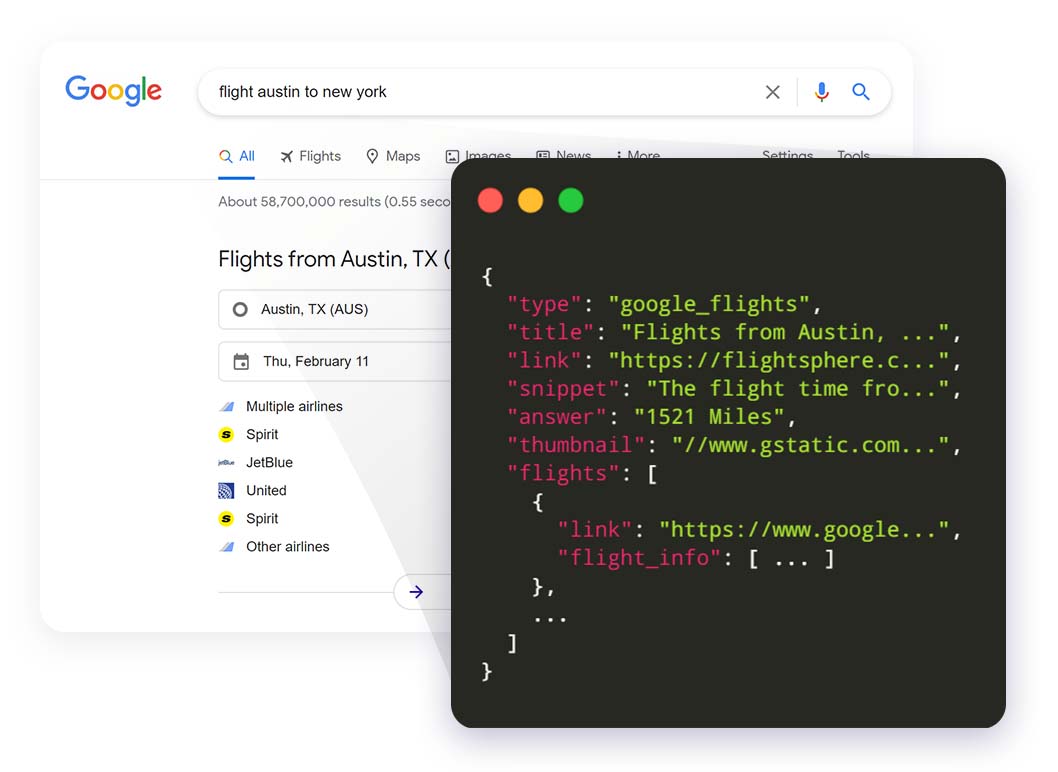 Google
flight austin to new york
All Flights Maps Images News More Settings Tools
About 58,700,000 results (0.55 seco
Flights from Austin, TX (
Austin, TX (AUS)
Thu, February 11
Multiple airlines
Spirit
jetBlue JetBlue
United
Spirit
Other airlines
{
"type": "google_flights",
"title": "Flights from Austin, ...",
"link": "https://flightsphere.c...",
"snippet": "The flight time fro...",
"answer": "1521 Miles",
"thumbnail": "//www.gstatic.com...",
"flights": [
{
"link": "https://www.google...",
"flight_info": [ ... ]
},
...
]
}